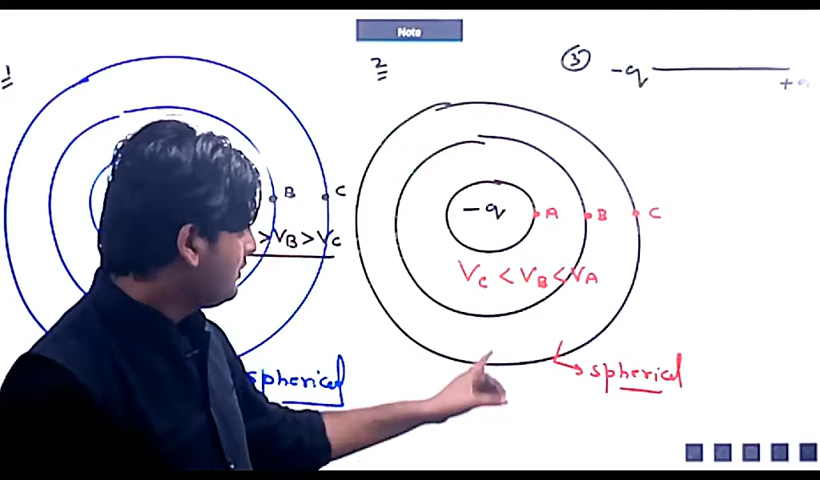 Note
1
2
③ -q
B
C
> VB > VC
spherical
-q
A
B
C
VC < VB < VA
spherical